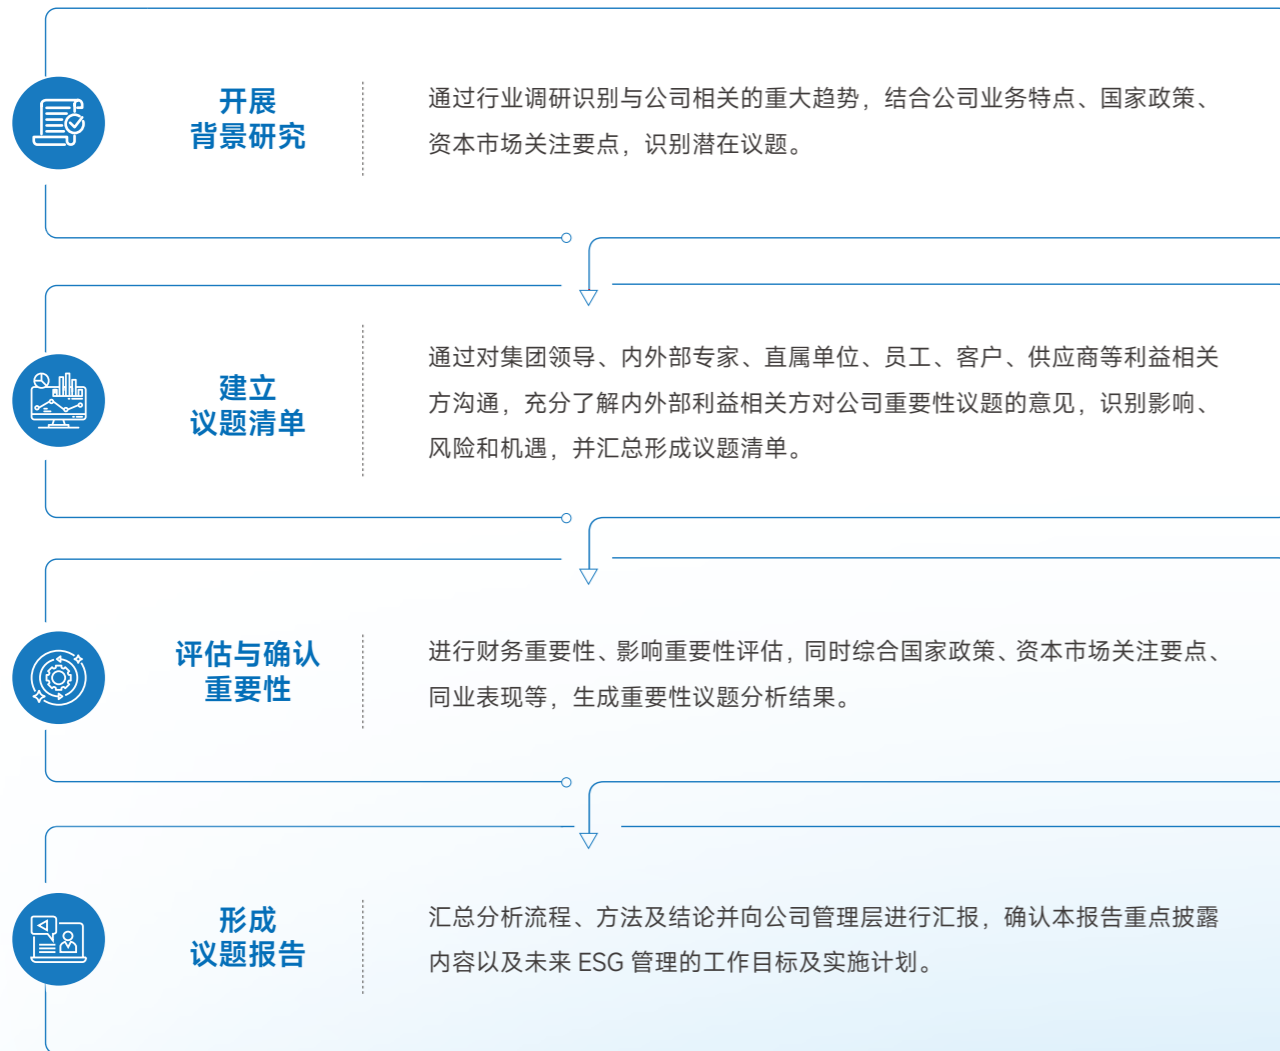 开展
背景研究
通过行业调研识别与公司相关的重大趋势，结合公司业务特点、国家政策、
资本市场关注要点，识别潜在议题。
建立
议题清单
通过对集团领导、内外部专家、直属单位、员工、客户、供应商等利益相关
方沟通，充分了解内外部利益相关方对公司重要性议题的意见，识别影响、
风险和机遇，并汇总形成议题清单。
评估与确认
重要性
进行财务重要性、影响重要性评估，同时综合国家政策、资本市场关注要点、
同业表现等，生成重要性议题分析结果。
形成
议题报告
汇总分析流程、方法及结论并向公司管理层进行汇报，确认本报告重点披露
内容以及未来 ESG 管理的工作目标及实施计划。